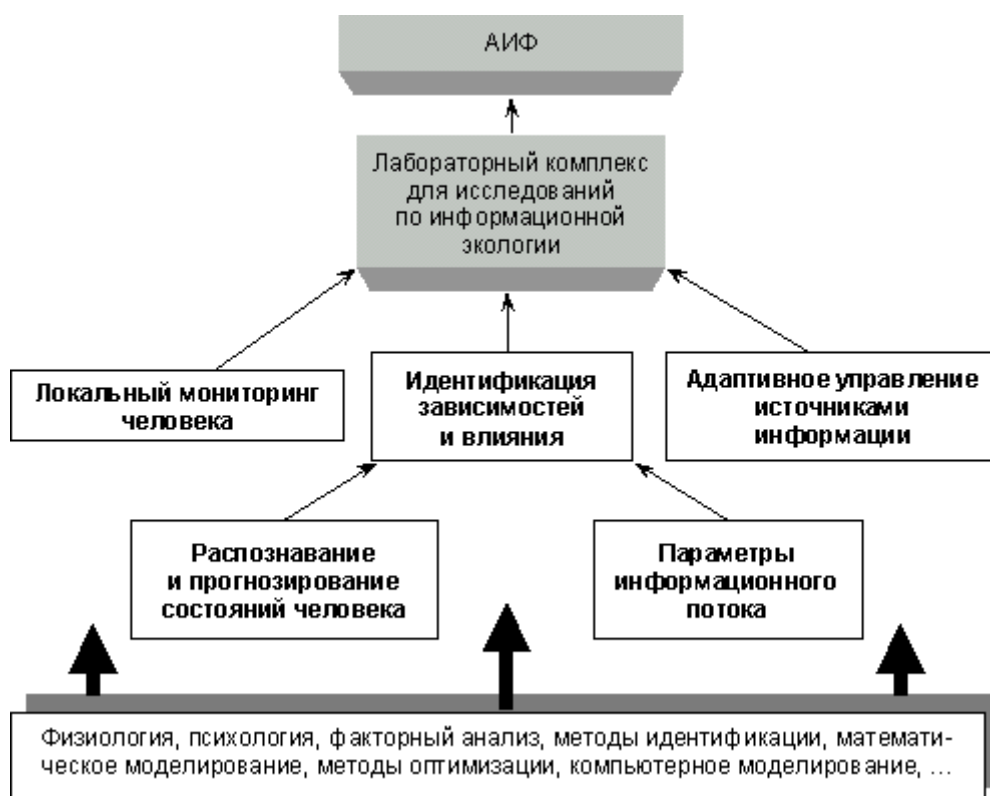 АИФ
Лабораторный комплекс
для исследований
по информационной
экологии
Локальный мониторинг
человека
Идентификация
зависимостей
и влияния
Адаптивное управление
источниками
информации
Распознавание
и прогнозирование
состояний человека
Параметры
информационного
потока
Физиология, психология, факторный анализ, методы идентификации, математи-
ческое моделирование, методы оптимизации, компьютерное моделирование, ...